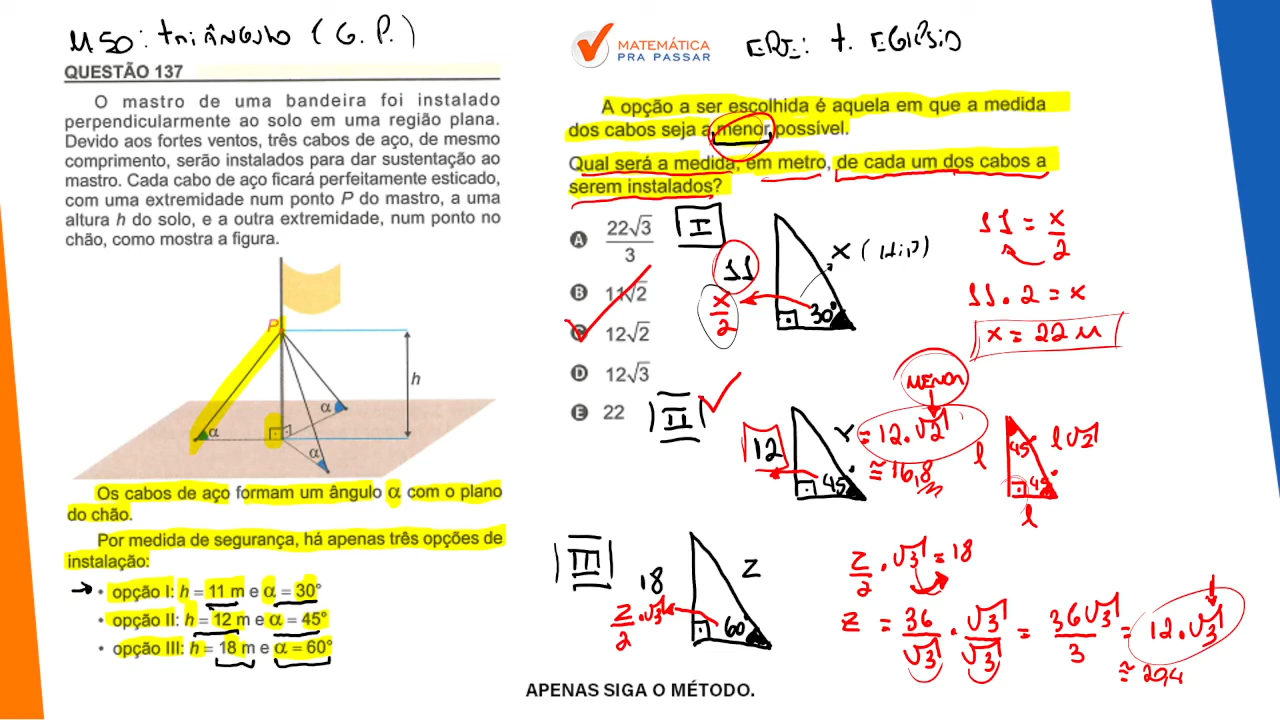 MSO: triângulo (G.P.)
QUESTÃO 137
O mastro de uma bandeira foi instalado
perpendicularmente ao solo em uma região plana.
Devido aos fortes ventos, três cabos de aço, de mesmo
comprimento, serão instalados para dar sustentação ao
mastro. Cada cabo de aço ficará perfeitamente esticado,
com uma extremidade num ponto P do mastro, a uma
altura h do solo, e a outra extremidade, num ponto no
chão, como mostra a figura.
P
h
α
α
α
Os cabos de aço formam um ângulo α com o plano
do chão.
Por medida de segurança, há apenas três opções de
instalação:
• opção I: h = 11 m e α = 30°
• opção II: h = 12 m e α = 45°
• opção III: h = 18 m e α = 60°
MATEMÁTICA
PRA PASSAR
ERE: t.
A opção a ser escolhida é aquela em que a medida
dos cabos seja a menor possível.
Qual será a medida, em metro, de cada um dos cabos a
serem instalados?
A 22√3/3
B 11√2
C 12√2
D 12√3
E 22
I
11
x/2
x (hip)
30°
11 = x/2
11 . 2 = x
x = 22 m
II
12
45°
Y = 12.√2
≅ 16,8
MENOR
l
45°
l√2
45°
l
III
18
z/2 . √3
z
60°
z/2 . √3 = 18
z = 36/√3 . √3/√3 = 36√3/3 = 12.√3
≅ 20,4
APENAS SIGA O MÉTODO.